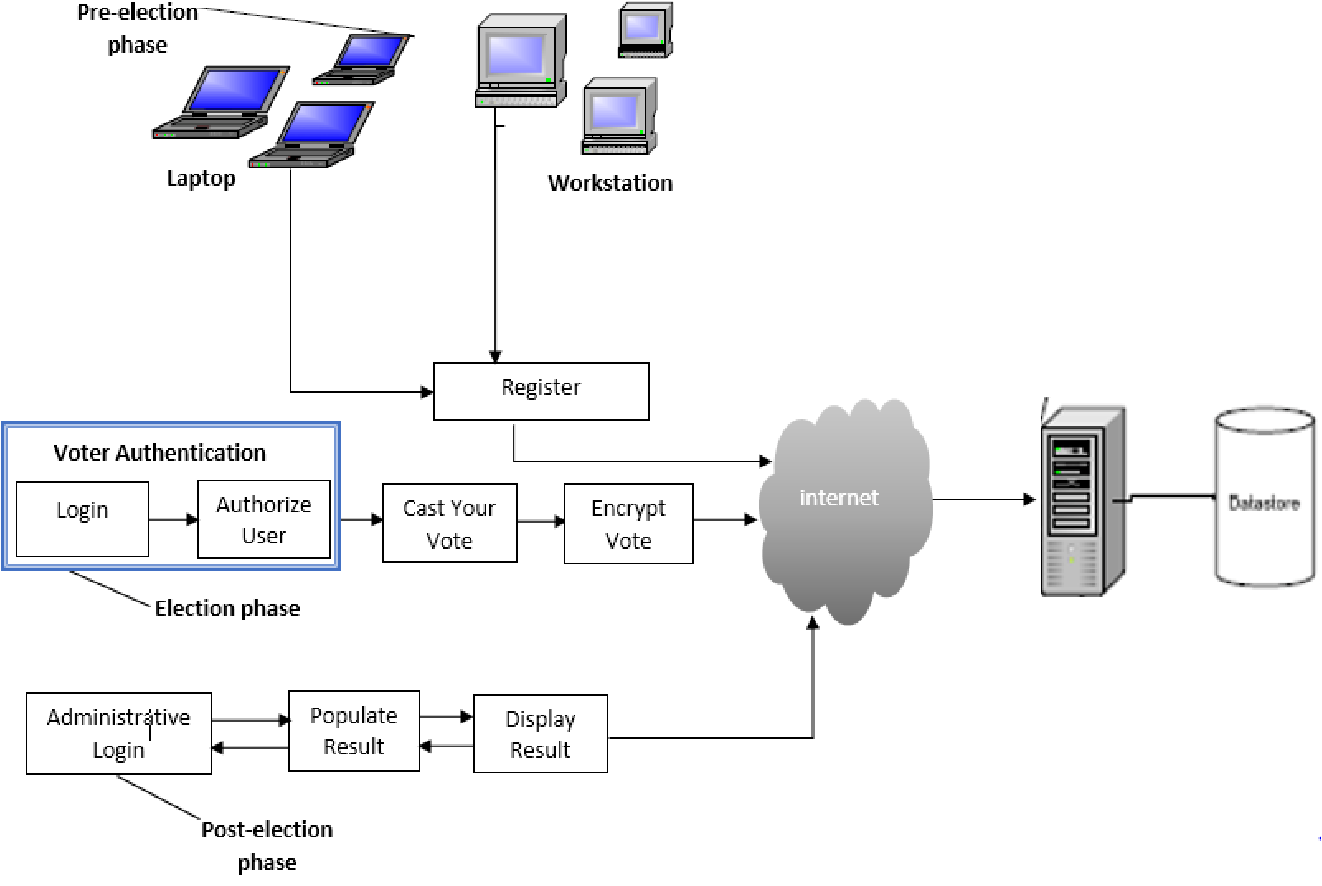 Pre-election
phase
Laptop
Workstation
Register
Voter Authentication
Login
Authorize
User
Cast Your
Vote
Encrypt
Vote
internet
Datastore
Election phase
Administrative
Login
Populate
Result
Display
Result
Post-election
phase